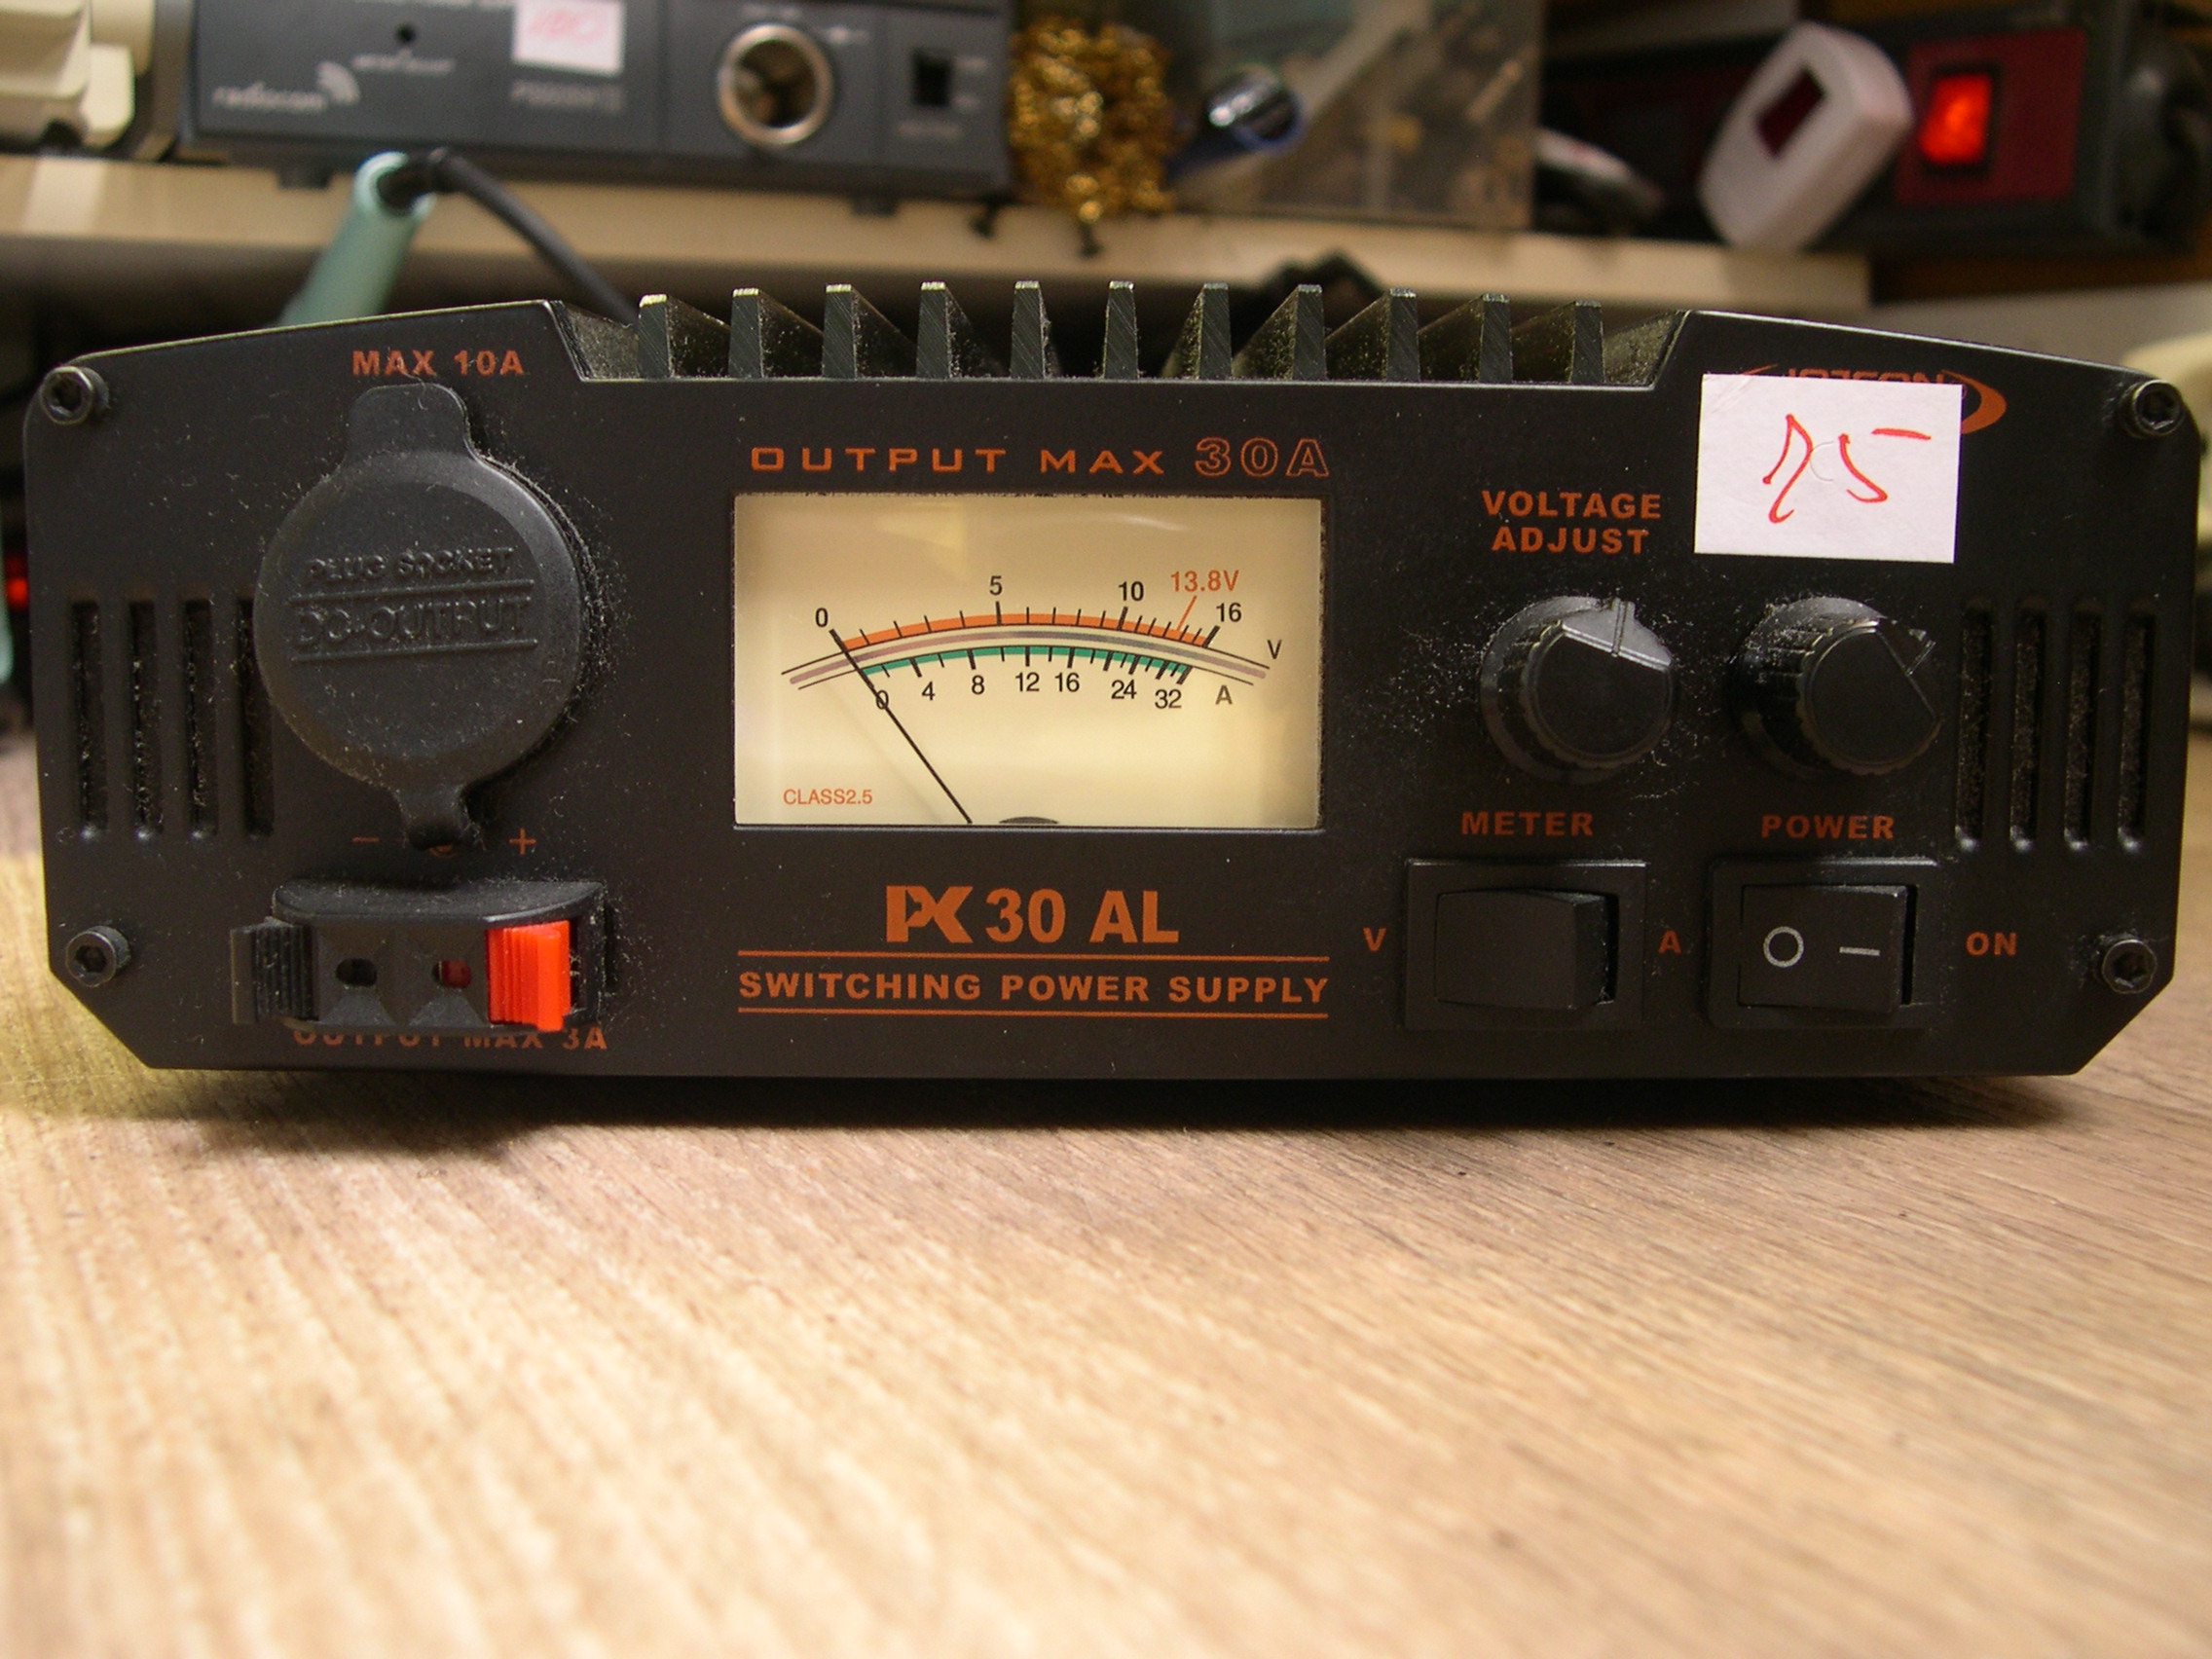 radiocom
MAX 10A
PLUG SOCKET
DC-OUTPUT
- +
OUTPUT MAX 3A
OUTPUT MAX 30A
0 5 10 13.8V 16 V
0 4 8 12 16 24 32 A
CLASS2.5
PX 30 AL
SWITCHING POWER SUPPLY
VOLTAGE
ADJUST
METER
V A
POWER
O I ON